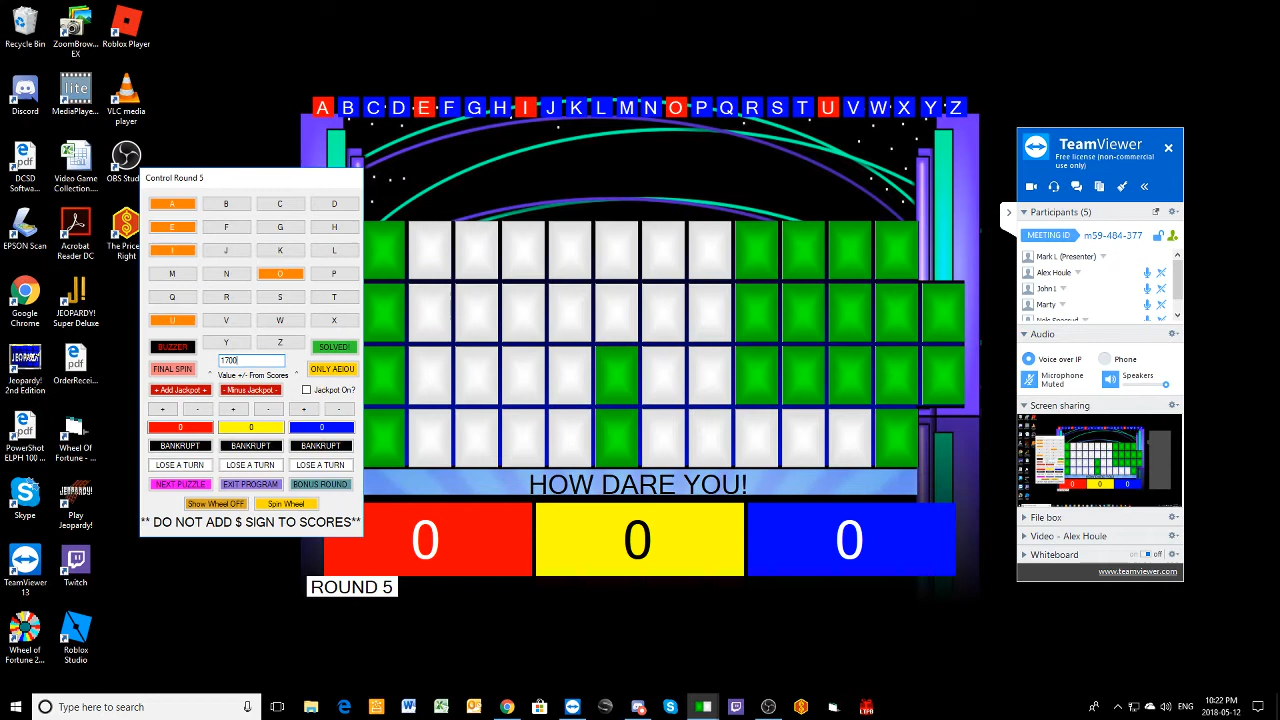 Recycle Bin
ZoomBrow...
EX
Roblox Player
Discord
MediaPlaye...
VLC media
player
DCSD
Softwa...
Video Game
Collection....
OBS Studio
EPSON Scan
Acrobat
Reader DC
The Price Is
Right
Google
Chrome
JEOPARDY!
Super Deluxe
Jeopardy!
2nd Edition
OrderRecei...
PowerShot
ELPH 100 ...
Wheel Of
Fortune - ...
Skype
Play
Jeopardy!
TeamViewer
13
Twitch
Wheel of
Fortune 2...
Roblox
Studio
A B C D E F G H I J K L M N O P Q R S T U V W X Y Z
Control Round 5
A B C D
E F G H
I J K L
M N O P
Q R S T
U V W X
Y Z
BUZZER
SOLVED!
1700
FINAL SPIN
Value +/- From Scores
ONLY AEIOU
+ Add Jackpot +
- Minus Jackpot -
Jackpot On?
+ - + - + -
0 0 0
BANKRUPT BANKRUPT BANKRUPT
LOSE A TURN LOSE A TURN LOSE A TURN
NEXT PUZZLE EXIT PROGRAM BONUS ROUND
Show Wheel OFF Spin Wheel
** DO NOT ADD $ SIGN TO SCORES**
HOW DARE YOU!
0 0 0
ROUND 5
TeamViewer
Free license (non-commercial
use only)
Participants (5)
MEETING ID m59-484-377
Mark L (Presenter)
Alex Houle
John1
Marty
Audio
Voice over IP Phone
Microphone
Muted
Speakers
Screen sharing
File box
Video - Alex Houle
Whiteboard on off
www.teamviewer.com
Type here to search
ENG
10:22 PM
2018-05-12